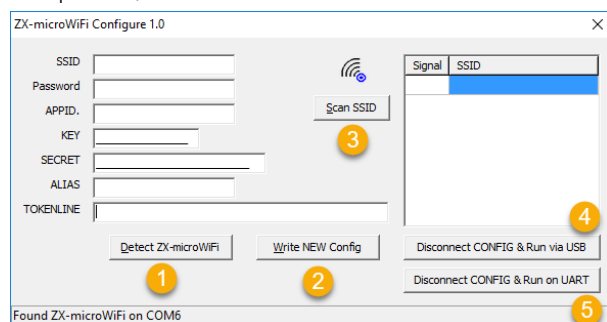 ZX-microWiFi Configure 1.0
SSID
Password
APPID.
KEY
SECRET
ALIAS
TOKENLINE
Scan SSID
3
Signal SSID
Detect ZX-microWiFi
1
Write NEW Config
2
4
Disconnect CONFIG & Run via USB
Disconnect CONFIG & Run on UART
5
Found ZX-microWiFi on COM6